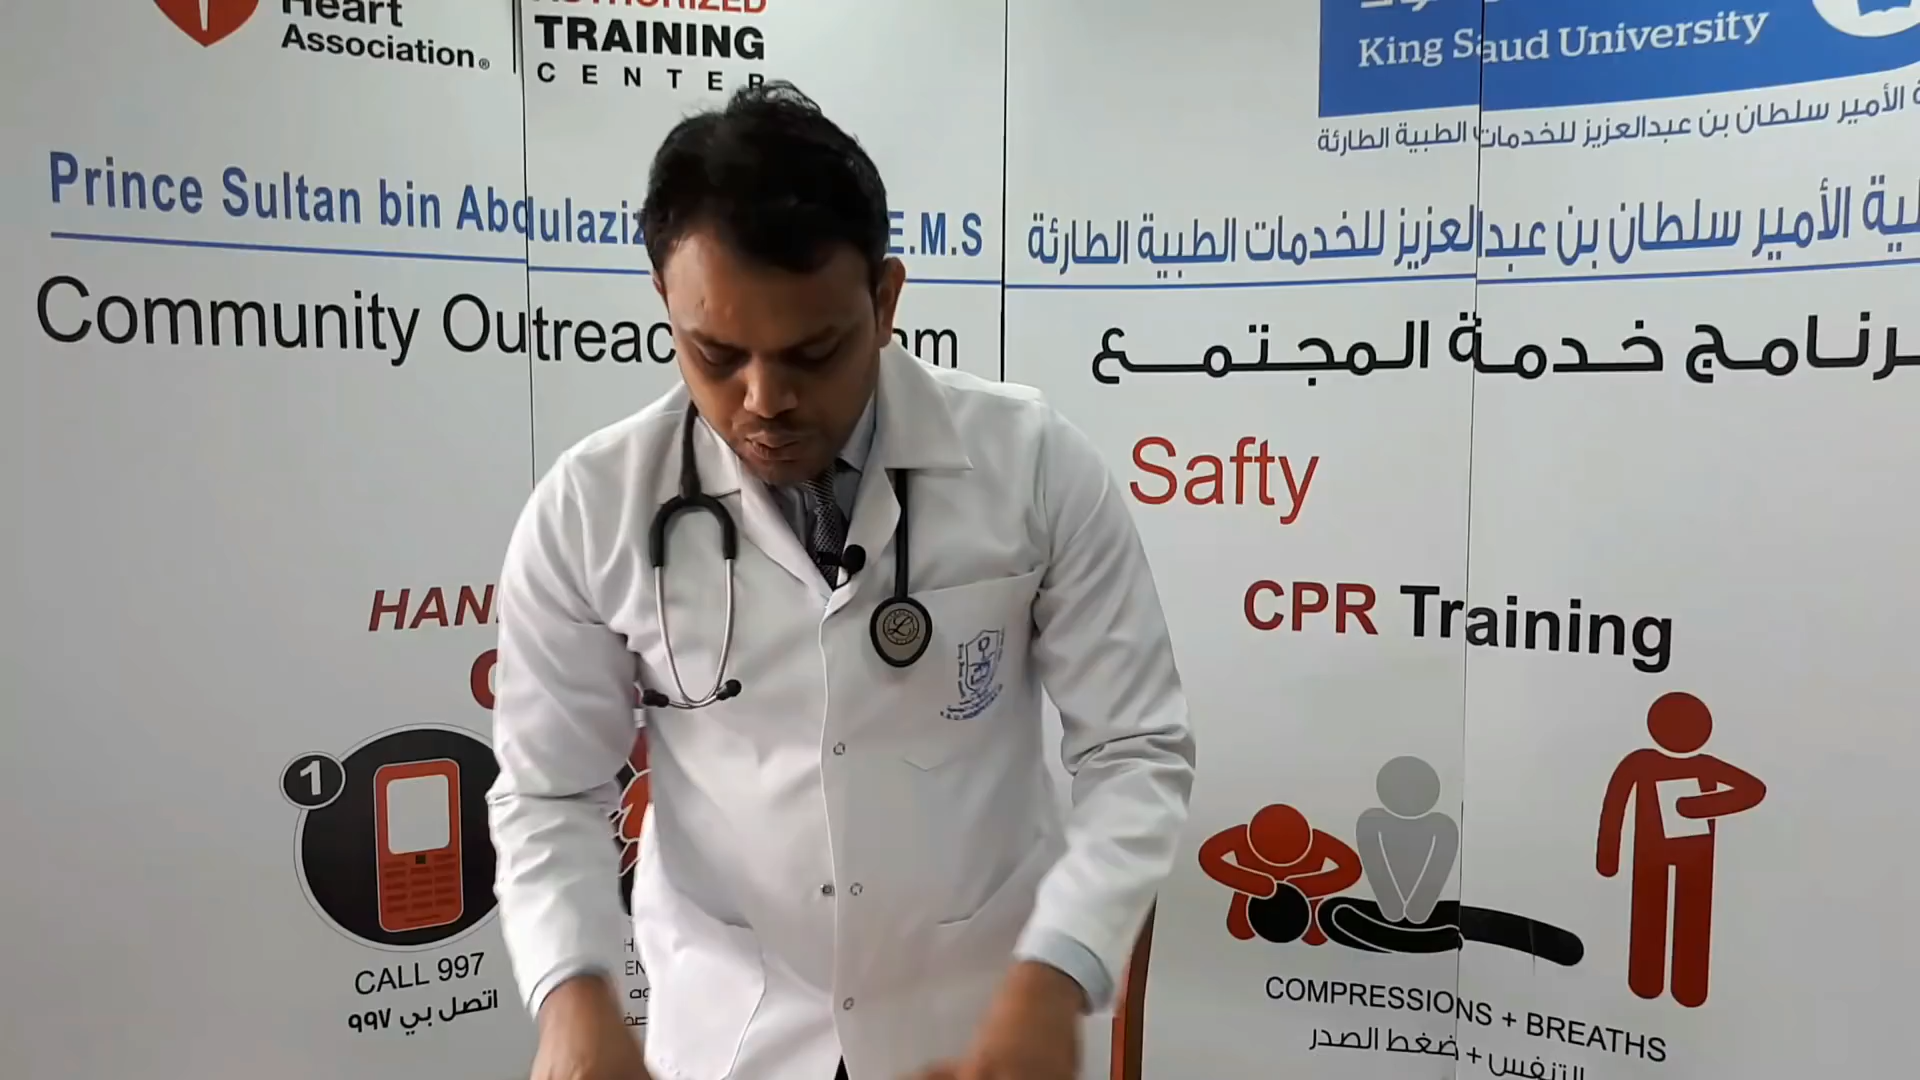 Heart
Association®
TRAINING
CENTER
King Saud University
الأمير سلطان بن عبدالعزيز للخدمات الطبية الطارئة
Prince Sultan bin Abdulaziz
E.M.S
الأمير سلطان بن عبدالعزيز للخدمات الطبية الطارئة
Community
خدمة المجتمع
Safty
CPR Training
1
CALL 997
اتصل بي ٩٩٧
COMPRESSIONS + BREATHS
التنفس + ضغط الصدر